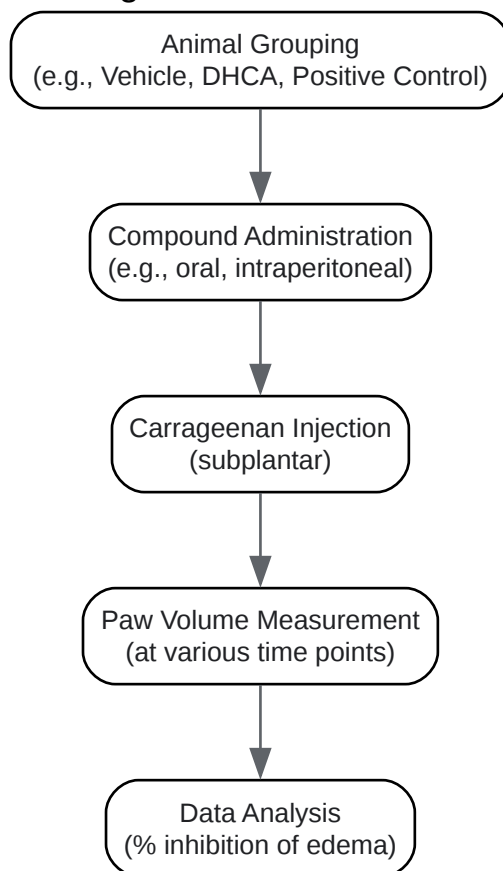 Animal Grouping
(e.g., Vehicle, DHCA, Positive Control)
Compound Administration
(e.g., oral, intraperitoneal)
Carrageenan Injection
(subplantar)
Paw Volume Measurement
(at various time points)
Data Analysis
(% inhibition of edema)